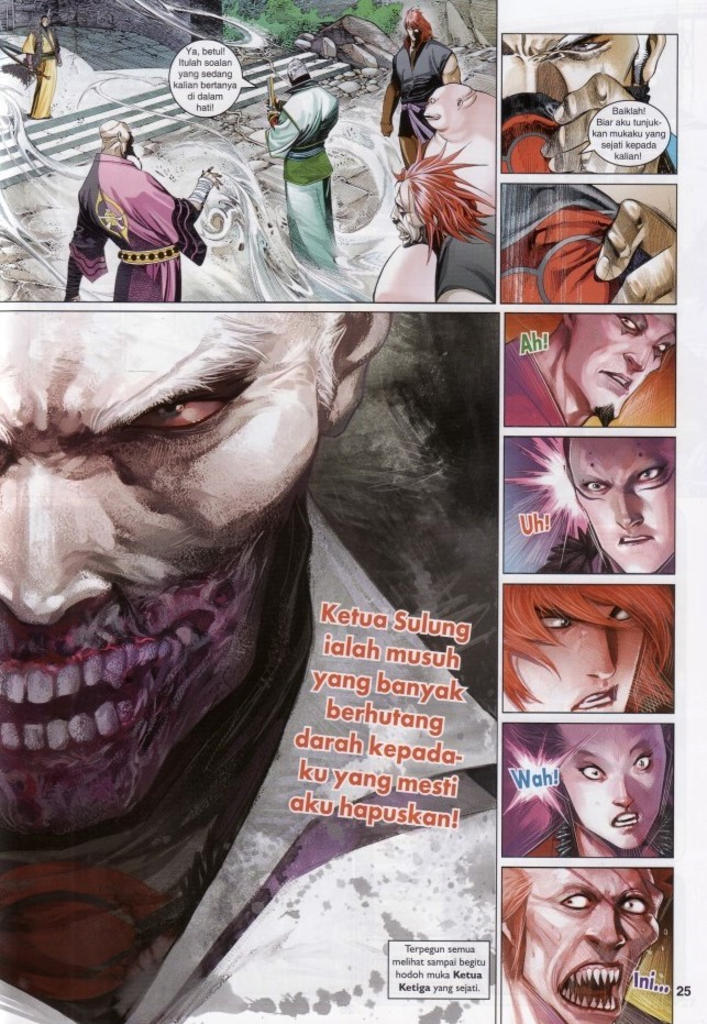 Ya, betul!
Itulah soalan
yang sedang
kalian bertanya
di dalam
hati!
Baiklah!
Biar aku tunjuk-
kan mukaku yang
sejati kepada
kalian!
Ah!
Uh!
Ketua Sulung
ialah musuh
yang banyak
berhutang
darah kepada-
ku yang mesti
aku hapuskan!
Wah!
Terpegun semua
melihat sampai begitu
hodoh muka Ketua
Ketiga yang sejati.
Ini...
25